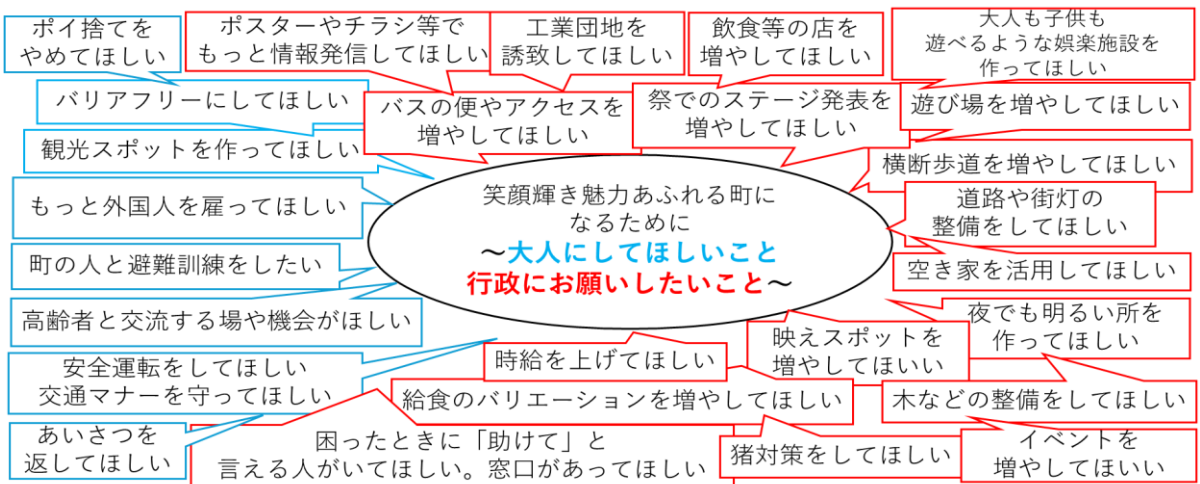 ポイ捨てを
やめてほしい
ポスターやチラシ等で
もっと情報発信してほしい
工業団地を
誘致してほしい
飲食等の店を
増やしてほしい
大人も子供も
遊べるような娯楽施設を
作ってほしい
バリアフリーにしてほしい
バスの便やアクセスを
増やしてほしい
祭でのステージ発表を
増やしてほしい
遊び場を増やしてほしい
観光スポットを作ってほしい
横断歩道を増やしてほしい
もっと外国人を雇ってほしい
笑顔輝き魅力あふれる町に
なるために
～大人にしてほしいこと
行政にお願いしたいこと～
道路や街灯の
整備をしてほしい
町の人と避難訓練をしたい
空き家を活用してほしい
高齢者と交流する場や機会がほしい
映えスポットを
増やしてほいい
夜でも明るい所を
作ってほしい
安全運転をしてほしい
交通マナーを守ってほしい
時給を上げてほしい
給食のバリエーションを増やしてほしい
木などの整備をしてほしい
あいさつを
返してほしい
困ったときに「助けて」と
言える人がいてほしい。窓口があってほしい
猪対策をしてほしい
イベントを
増やしてほいい